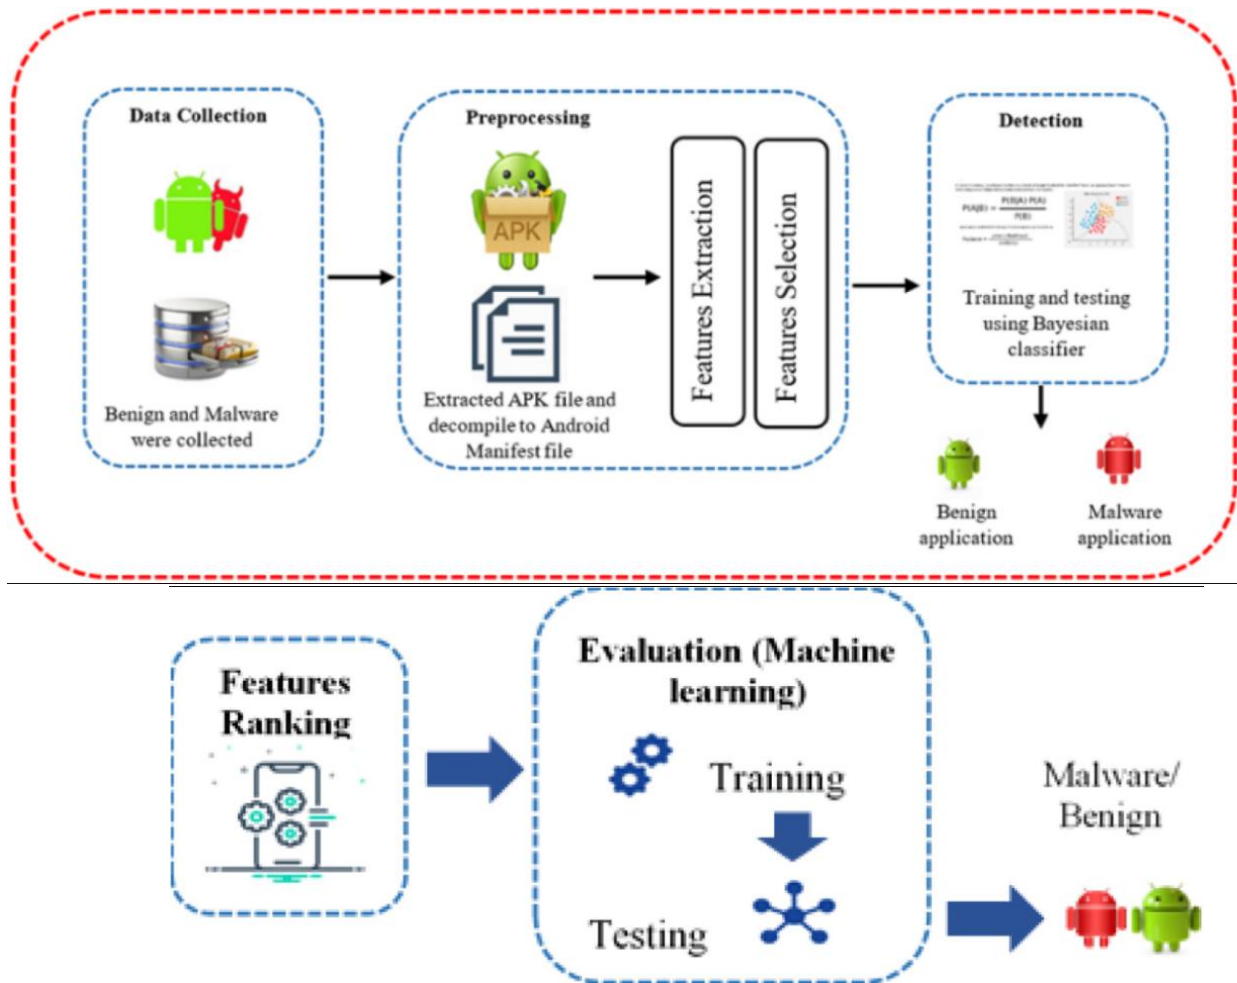 Data Collection
Benign and Malware
were collected
Preprocessing
APK
Extracted APK file and
decompile to Android
Manifest file
Features Extraction
Features Selection
Detection
P(A|B) =
P(B|A) P(A)
P(B)
Training and testing
using Bayesian
classifier
Benign
application
Malware
application
Features
Ranking
Evaluation (Machine
learning)
Training
Testing
Malware/
Benign